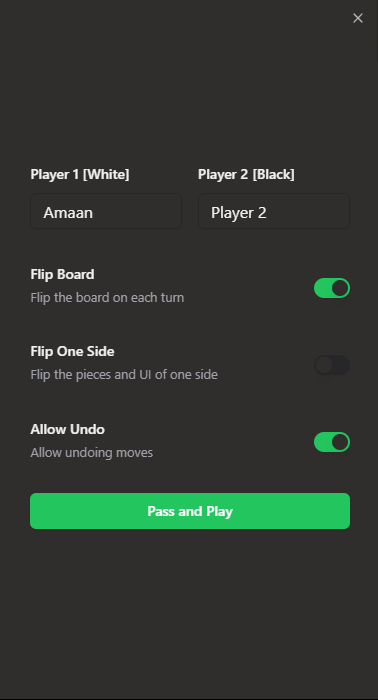 Player 1 [White]
Player 2 [Black]
Amaan
Player 2
Flip Board
Flip the board on each turn
Flip One Side
Flip the pieces and UI of one side
Allow Undo
Allow undoing moves
Pass and Play